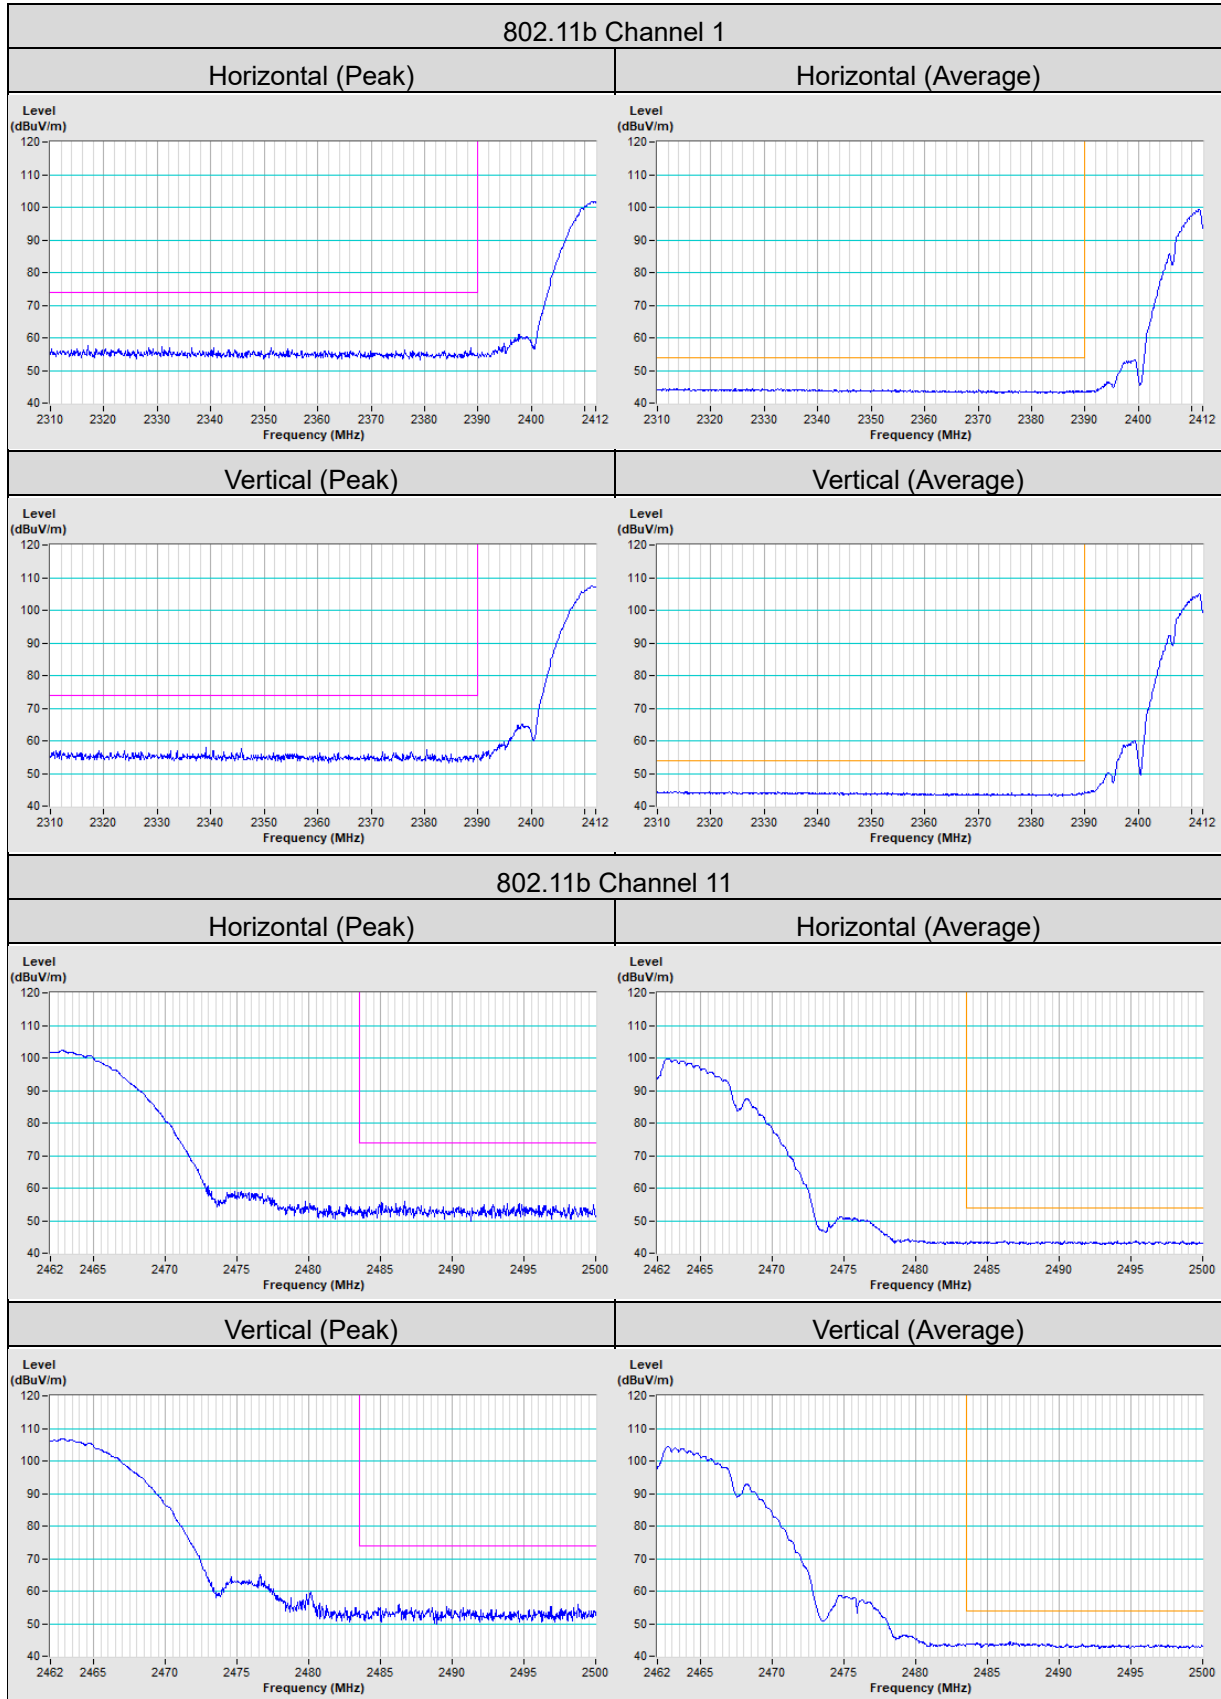 802.11b Channel 1
Horizontal (Peak)
Horizontal (Average)
Level
(dBuV/m)
120
110
100
90
80
70
60
50
40
2310 2320 2330 2340 2350 2360 2370 2380 2390 2400 2412
Frequency (MHz)
Level
(dBuV/m)
120
110
100
90
80
70
60
50
40
2310 2320 2330 2340 2350 2360 2370 2380 2390 2400 2412
Frequency (MHz)
Vertical (Peak)
Vertical (Average)
Level
(dBuV/m)
120
110
100
90
80
70
60
50
40
2310 2320 2330 2340 2350 2360 2370 2380 2390 2400 2412
Frequency (MHz)
Level
(dBuV/m)
120
110
100
90
80
70
60
50
40
2310 2320 2330 2340 2350 2360 2370 2380 2390 2400 2412
Frequency (MHz)
802.11b Channel 11
Horizontal (Peak)
Horizontal (Average)
Level
(dBuV/m)
120
110
100
90
80
70
60
50
40
2462 2465 2470 2475 2480 2485 2490 2495 2500
Frequency (MHz)
Level
(dBuV/m)
120
110
100
90
80
70
60
50
40
2462 2465 2470 2475 2480 2485 2490 2495 2500
Frequency (MHz)
Vertical (Peak)
Vertical (Average)
Level
(dBuV/m)
120
110
100
90
80
70
60
50
40
2462 2465 2470 2475 2480 2485 2490 2495 2500
Frequency (MHz)
Level
(dBuV/m)
120
110
100
90
80
70
60
50
40
2462 2465 2470 2475 2480 2485 2490 2495 2500
Frequency (MHz)